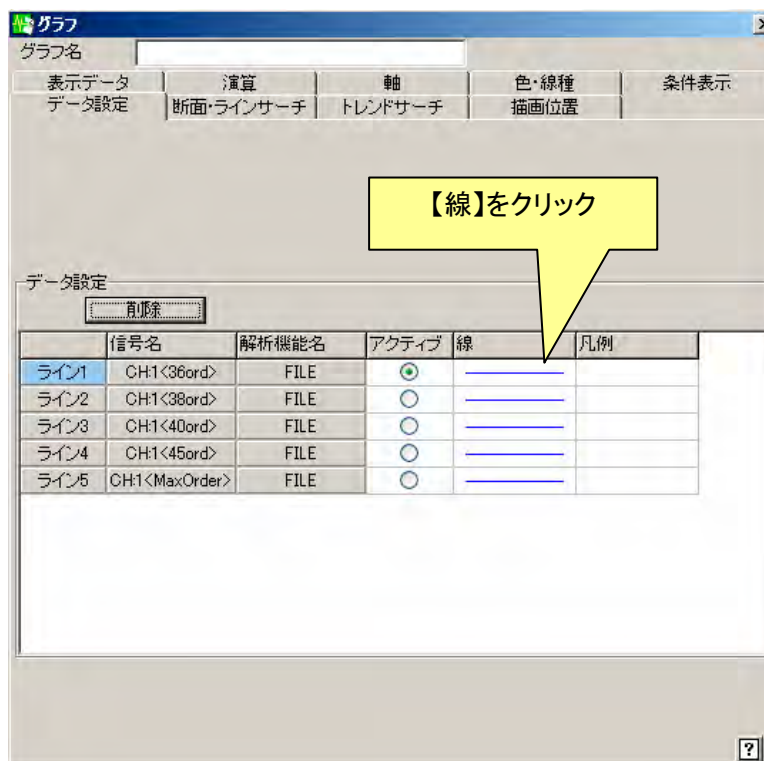 グラフ
グラフ名
表示データ 演算 軸 色・線種 条件表示
データ設定 断面・ラインサーチ トレンドサーチ 描画位置
【線】をクリック
データ設定
削除
信号名 解析機能名 アクティブ 線 凡例
ライン1 CH:1<36ord> FILE
ライン2 CH:1<38ord> FILE
ライン3 CH:1<40ord> FILE
ライン4 CH:1<45ord> FILE
ライン5 CH:1<MaxOrder> FILE
?